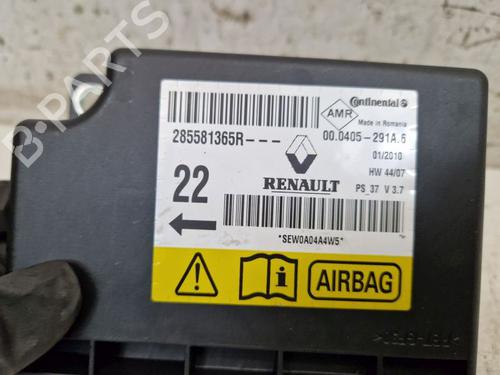 B-PARTS
Continental
AMR
Made in Romania
285581365R---
00.0405-291A.6
01/2010
HW 44/07
22
RENAULT
PS_37 V 3.7
*SEW0A04A4W5*
i
AIRBAG